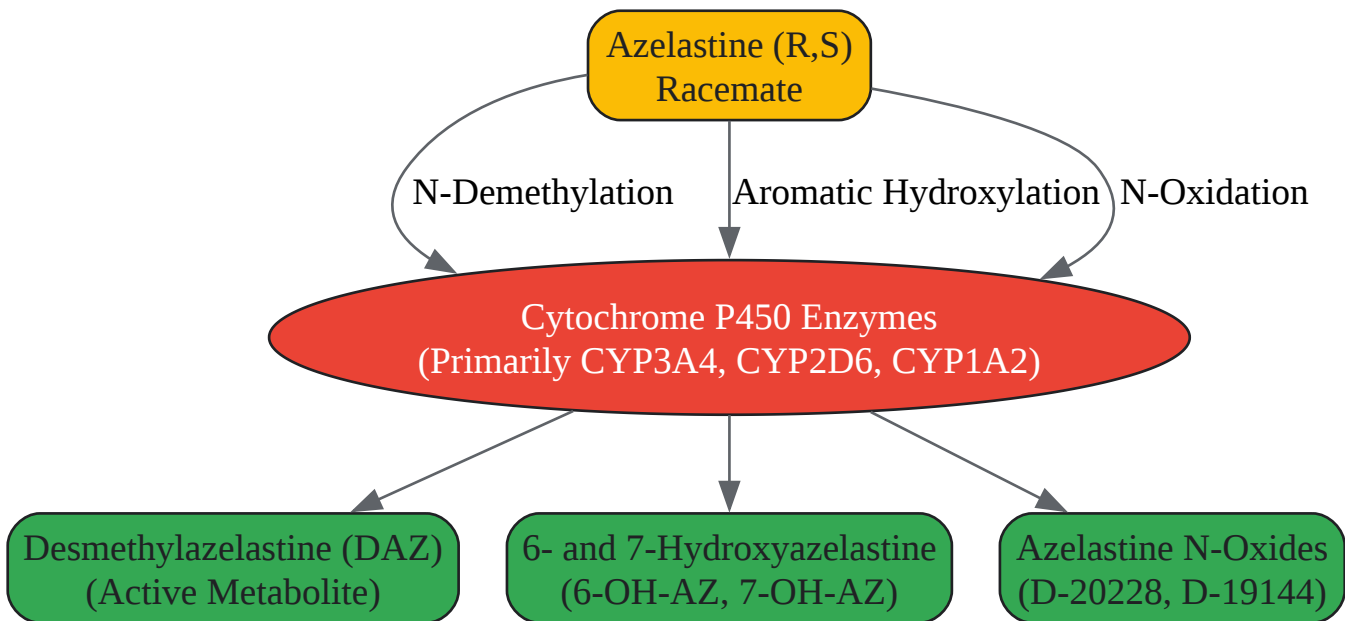 Azelastine (R,S)
Racemate
N-Demethylation
Aromatic Hydroxylation
N-Oxidation
Cytochrome P450 Enzymes
(Primarily CYP3A4, CYP2D6, CYP1A2)
Desmethylazelastine (DAZ)
(Active Metabolite)
6- and 7-Hydroxyazelastine
(6-OH-AZ, 7-OH-AZ)
Azelastine N-Oxides
(D-20228, D-19144)